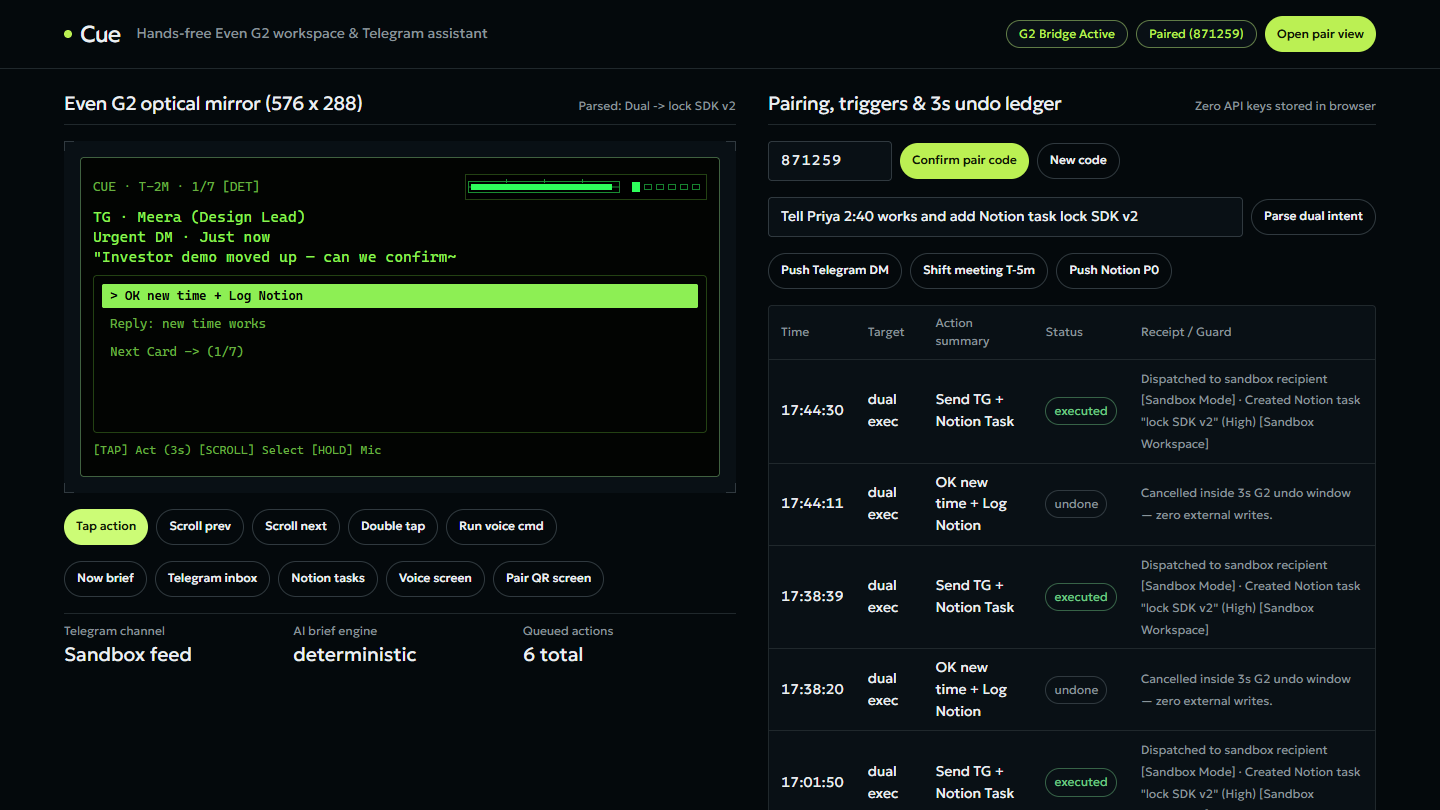 Cue Hands-free Even G2 workspace & Telegram assistant
G2 Bridge Active
Paired (871259)
Open pair view
Even G2 optical mirror (576 x 288)
Parsed: Dual -> lock SDK v2
CUE · T-2M · 1/7 [DET]
TG · Meera (Design Lead)
Urgent DM · Just now
"Investor demo moved up — can we confirm~
> OK new time + Log Notion
Reply: new time works
Next Card -> (1/7)
[TAP] Act (3s) [SCROLL] Select [HOLD] Mic
Tap action
Scroll prev
Scroll next
Double tap
Run voice cmd
Now brief
Telegram inbox
Notion tasks
Voice screen
Pair QR screen
Telegram channel
Sandbox feed
AI brief engine
deterministic
Queued actions
6 total
Pairing, triggers & 3s undo ledger
Zero API keys stored in browser
871259
Confirm pair code
New code
Tell Priya 2:40 works and add Notion task lock SDK v2
Parse dual intent
Push Telegram DM
Shift meeting T-5m
Push Notion P0
Time
Target
Action
summary
Status
Receipt / Guard
17:44:30
dual
exec
Send TG +
Notion Task
executed
Dispatched to sandbox recipient
[Sandbox Mode] · Created Notion task
"lock SDK v2" (High) [Sandbox
Workspace]
17:44:11
dual
exec
OK new
time + Log
Notion
undone
Cancelled inside 3s G2 undo window
— zero external writes.
17:38:39
dual
exec
Send TG +
Notion Task
executed
Dispatched to sandbox recipient
[Sandbox Mode] · Created Notion task
"lock SDK v2" (High) [Sandbox
Workspace]
17:38:20
dual
exec
OK new
time + Log
Notion
undone
Cancelled inside 3s G2 undo window
— zero external writes.
17:01:50
dual
exec
Send TG +
Notion Task
executed
Dispatched to sandbox recipient
[Sandbox Mode] · Created Notion task
"lock SDK v2" (High) [Sandbox